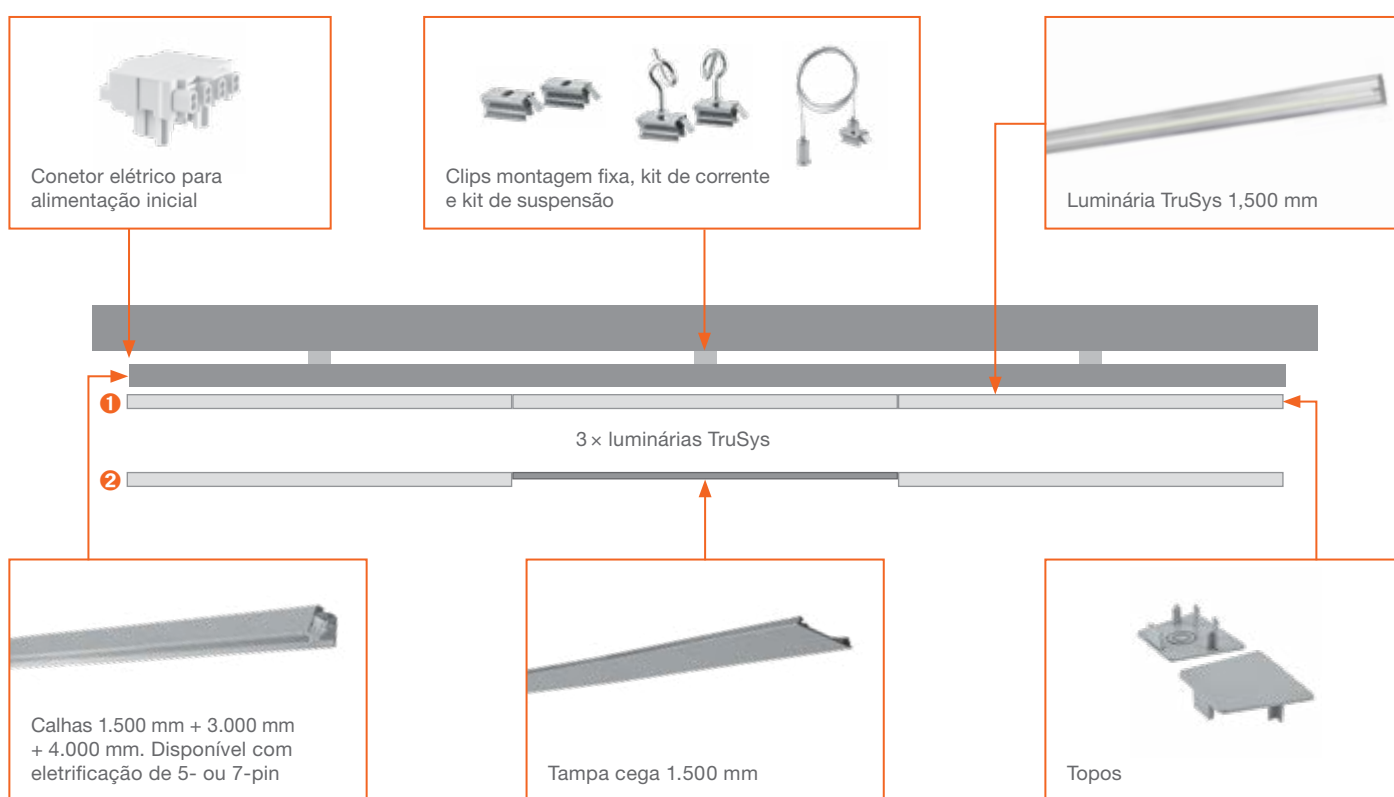 Conetor elétrico para
alimentação inicial
Clips montagem fixa, kit de corrente
e kit de suspensão
Luminária TruSys 1,500 mm
1
3 × luminárias TruSys
2
Calhas 1.500 mm + 3.000 mm
+ 4.000 mm. Disponível com
eletrificação de 5- ou 7-pin
Tampa cega 1.500 mm
Topos